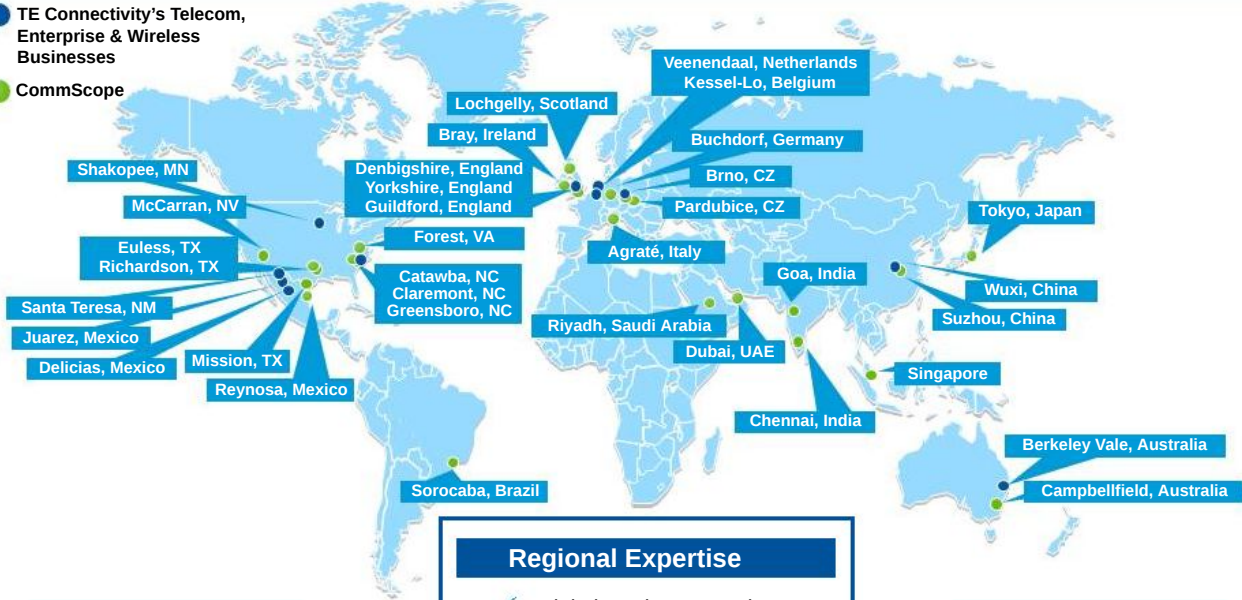 TE Connectivity's Telecom,
Enterprise & Wireless
Businesses
CommScope
Veenendaal, Netherlands
Kessel-Lo, Belgium
Lochgelly, Scotland
Bray, Ireland
Buchdorf, Germany
Denbigshire, England
Yorkshire, England
Guildford, England
Shakopee, MN
Brno, CZ
McCarran, NV
Pardubice, CZ
Tokyo, Japan
Forest, VA
Euless, TX
Richardson, TX
Agraté, Italy
Goa, India
Catawba, NC
Claremont, NC
Greensboro, NC
Wuxi, China
Santa Teresa, NM
Suzhou, China
Riyadh, Saudi Arabia
Juarez, Mexico
Dubai, UAE
Mission, TX
Delicias, Mexico
Singapore
Reynosa, Mexico
Chennai, India
Berkeley Vale, Australia
Sorocaba, Brazil
Campbellfield, Australia
Regional Expertise